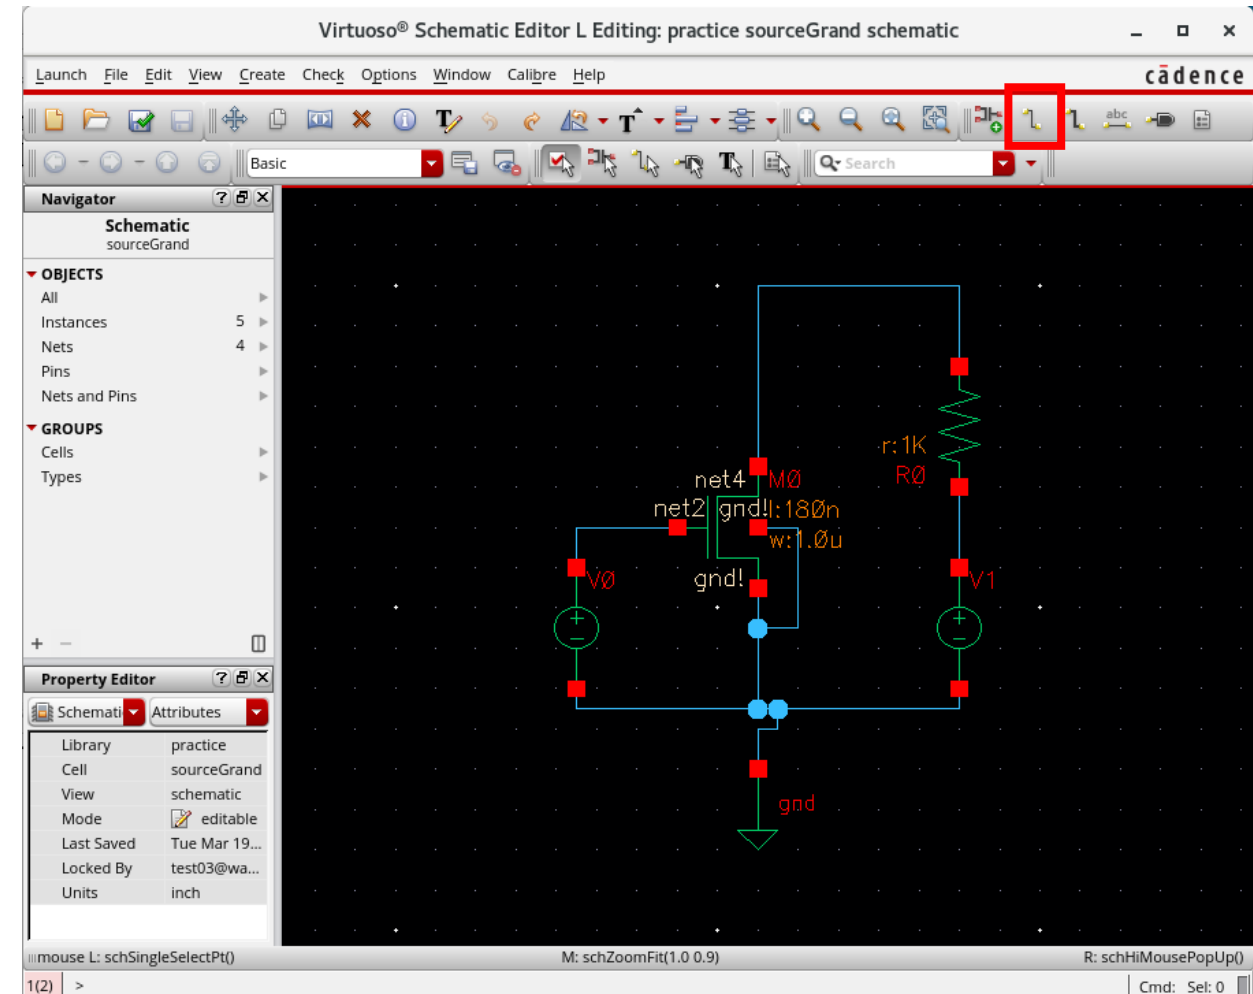 Virtuoso® Schematic Editor L Editing: practice sourceGrand schematic
Launch File Edit View Create Check Options Window Calibre Help
cādence
abc
Basic
Search
Navigator
Schematic
sourceGrand
OBJECTS
All
Instances 5
Nets 4
Pins
Nets and Pins
GROUPS
Cells
Types
r:1K
R0
net4 M0
net2 gnd! l:180n
w:1.0u
gnd!
V0
V1
gnd
Property Editor
Schemati Attributes
Library practice
Cell sourceGrand
View schematic
Mode editable
Last Saved Tue Mar 19...
Locked By test03@wa...
Units inch
mouse L: schSingleSelectPt() M: schZoomFit(1.0 0.9) R: schHiMousePopUp()
1(2) > Cmd: Sel: 0